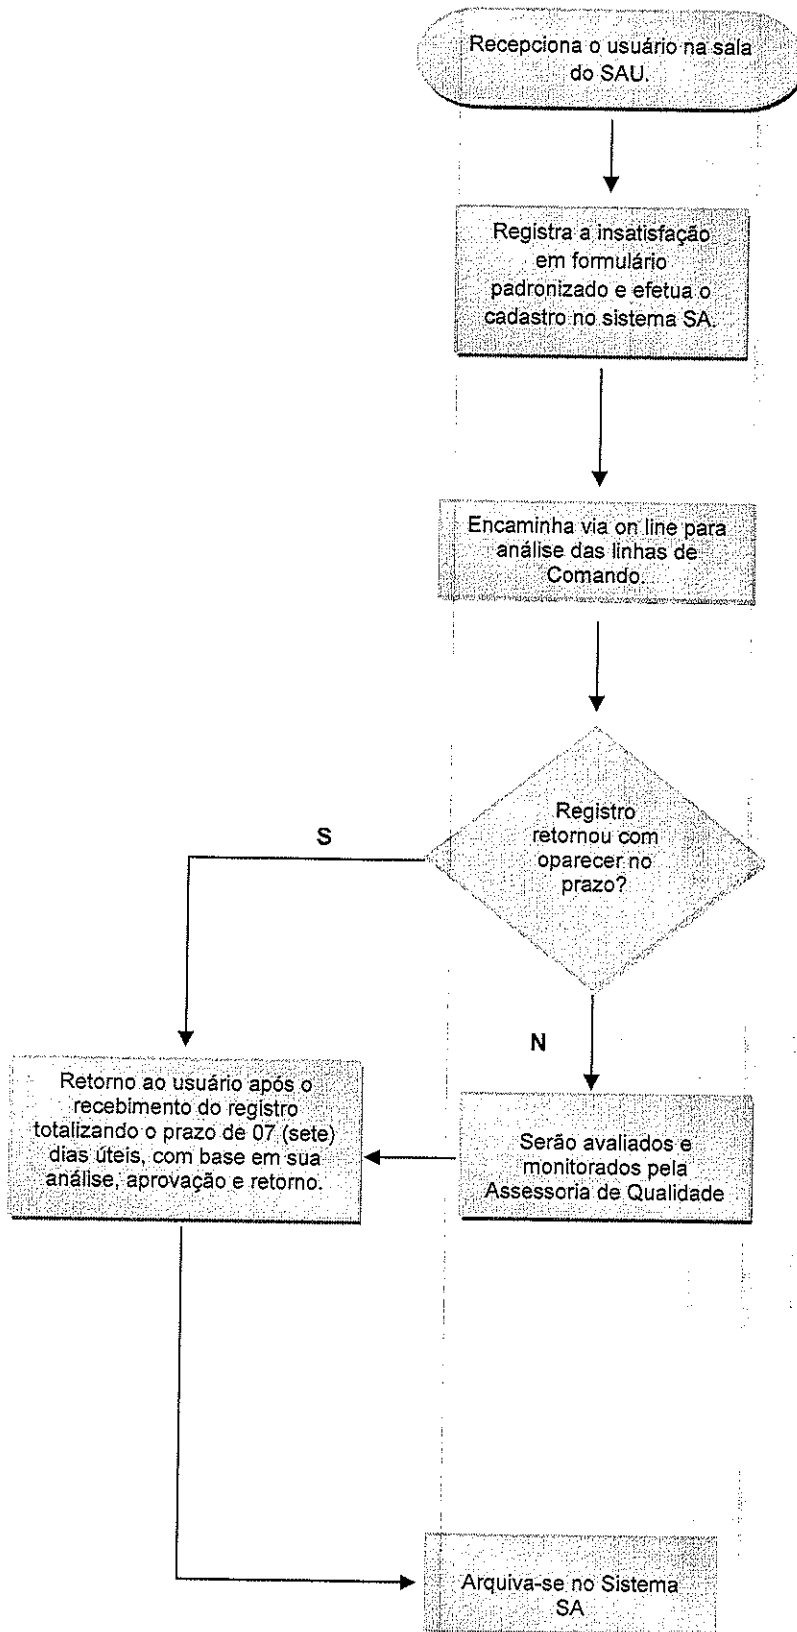 Recepciona o usuário na sala
do SAU.
Registra a insatisfação
em formulário
padronizado e efetua o
cadastro no sistema SA.
Encaminha via on line para
análise das linhas de
Comando.
Registro
retornou com
oparecer no
prazo?
S
N
Retorno ao usuário após o
recebimento do registro
totalizando o prazo de 07 (sete)
dias úteis, com base em sua
análise, aprovação e retorno.
Serão avaliados e
monitorados pela
Assessoria de Qualidade
Arquiva-se no Sistema
SA